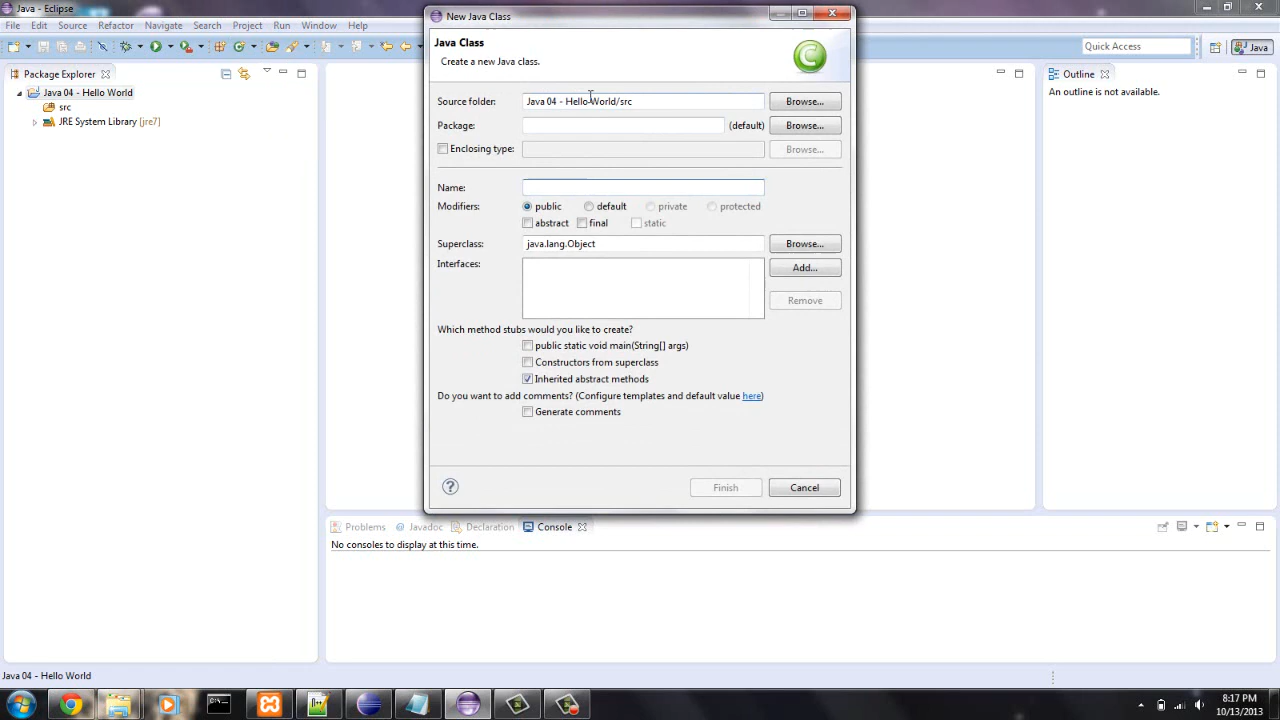 Java - Eclipse
File Edit Source Refactor Navigate Search Project Run Window Help
Quick Access
Java
Package Explorer
Java 04 - Hello World
src
JRE System Library [jre7]
New Java Class
Java Class
Create a new Java class.
Source folder: Java 04 - Hello World/src Browse...
Package: (default) Browse...
Enclosing type: Browse...
Name:
Modifiers: public default private protected
abstract final static
Superclass: java.lang.Object Browse...
Interfaces: Add...
Remove
Which method stubs would you like to create?
public static void main(String[] args)
Constructors from superclass
Inherited abstract methods
Do you want to add comments? (Configure templates and default value here)
Generate comments
Finish Cancel
Outline
An outline is not available.
Problems Javadoc Declaration Console
No consoles to display at this time.
Java 04 - Hello World
8:17 PM
10/13/2013